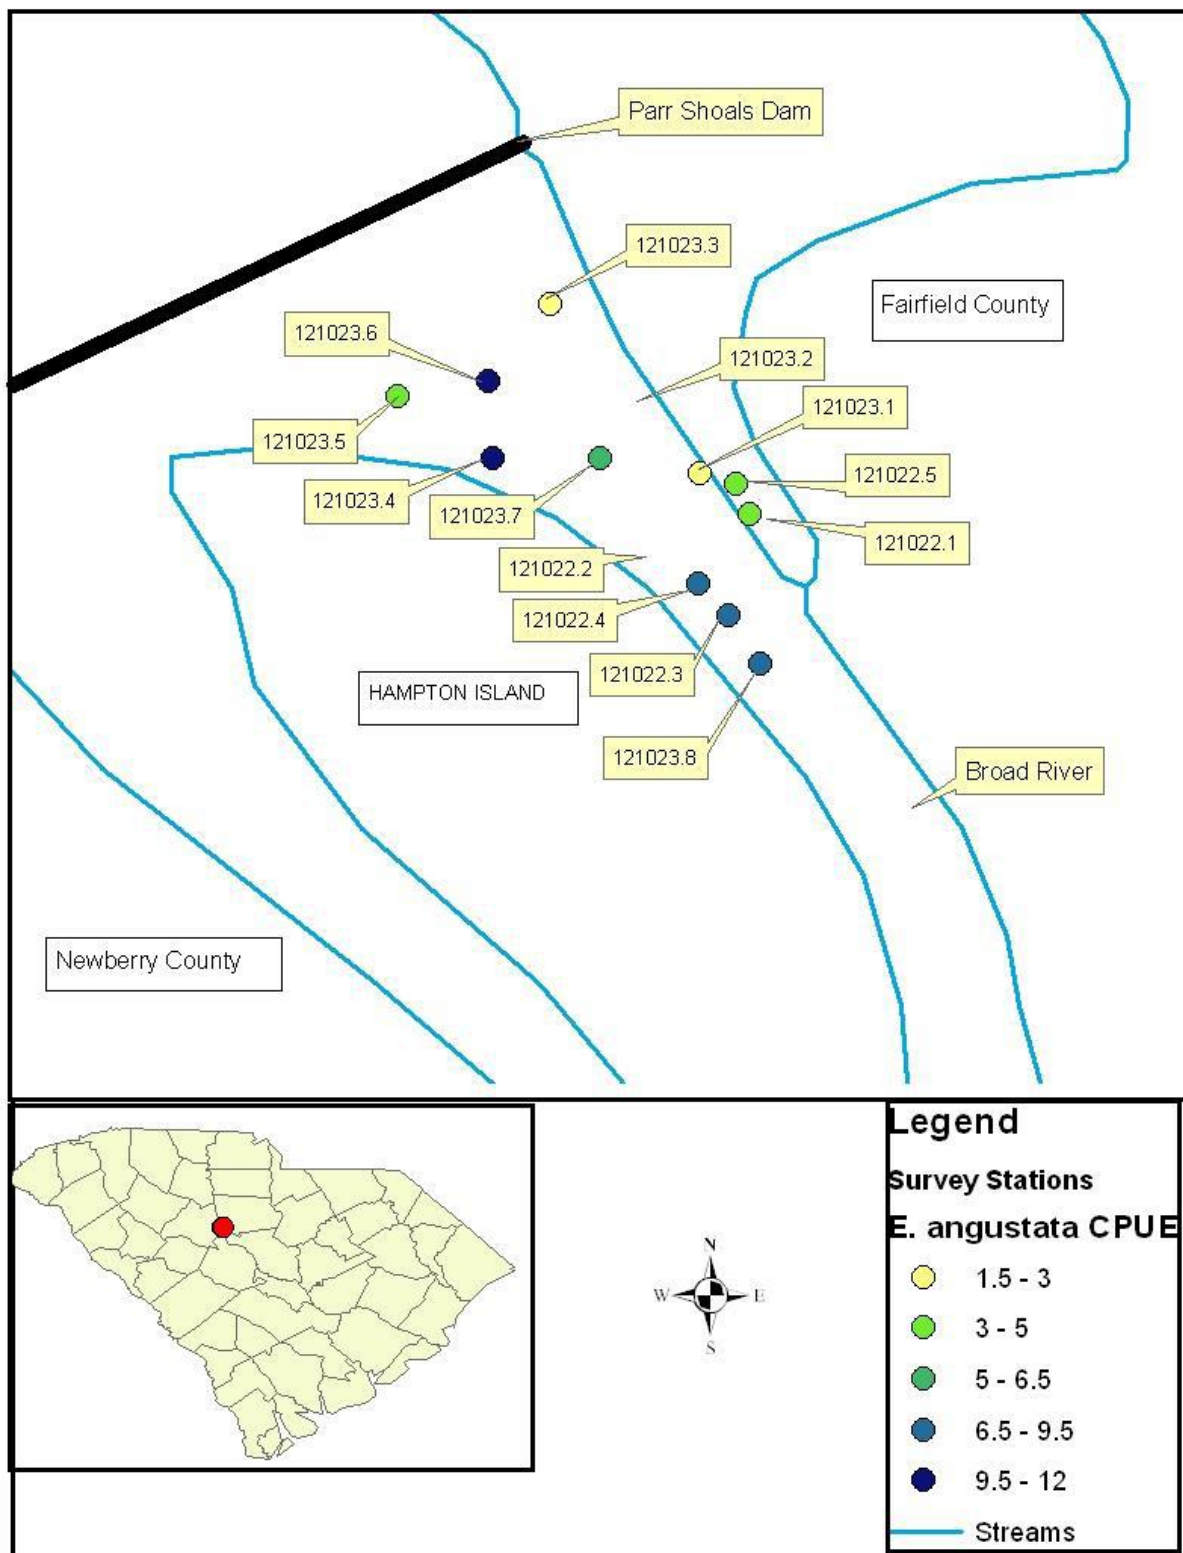 Parr Shoals Dam
121023.3
Fairfield County
121023.6
121023.2
121023.1
121023.5
121022.5
121023.4
121023.7
121022.1
121022.2
121022.4
121022.3
HAMPTON ISLAND
121023.8
Broad River
Newberry County
Legend
Survey Stations
E. angustata CPUE
1.5 - 3
3 - 5
5 - 6.5
6.5 - 9.5
9.5 - 12
Streams
N
W
E
S